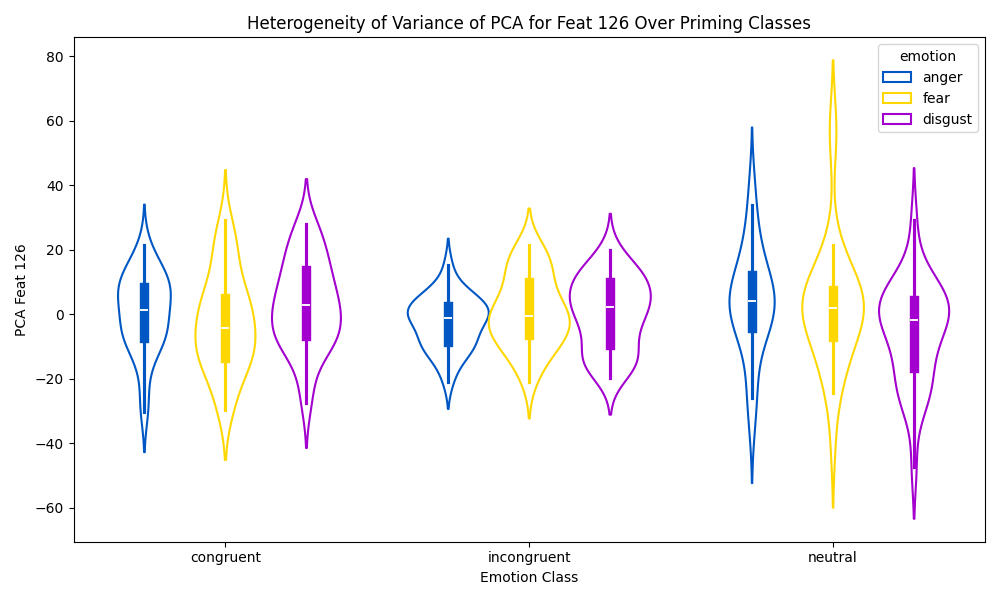 Heterogeneity of Variance of PCA for Feat 126 Over Priming Classes
emotion
anger
fear
disgust
80
60
40
20
0
−20
−40
−60
PCA Feat 126
congruent
incongruent
neutral
Emotion Class